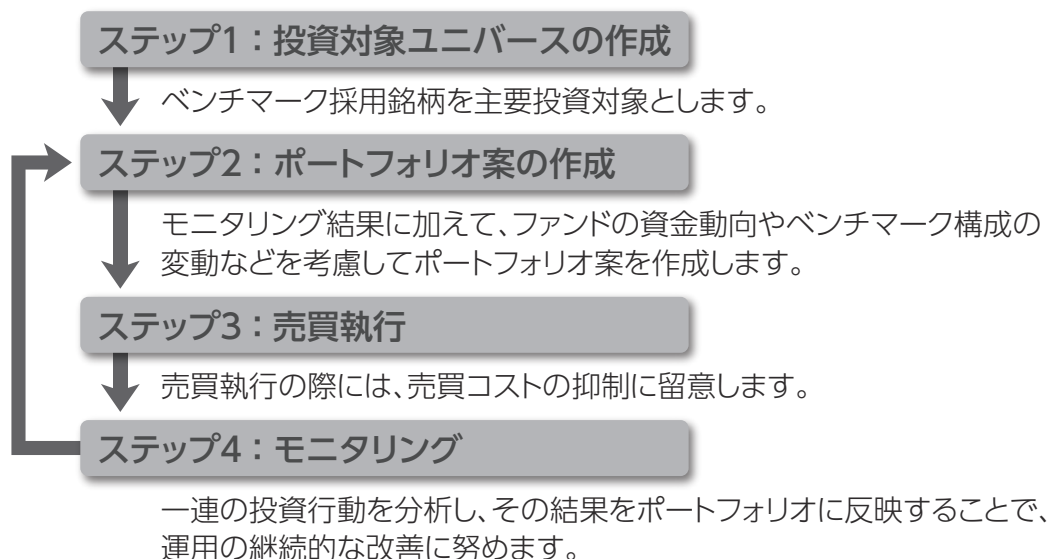 ステップ1：投資対象ユニバースの作成
ベンチマーク採用銘柄を主要投資対象とします。
ステップ2：ポートフォリオ案の作成
モニタリング結果に加えて、ファンドの資金動向やベンチマーク構成の
変動などを考慮してポートフォリオ案を作成します。
ステップ3：売買執行
売買執行の際には、売買コストの抑制に留意します。
ステップ4：モニタリング
一連の投資行動を分析し、その結果をポートフォリオに反映することで、
運用の継続的な改善に努めます。